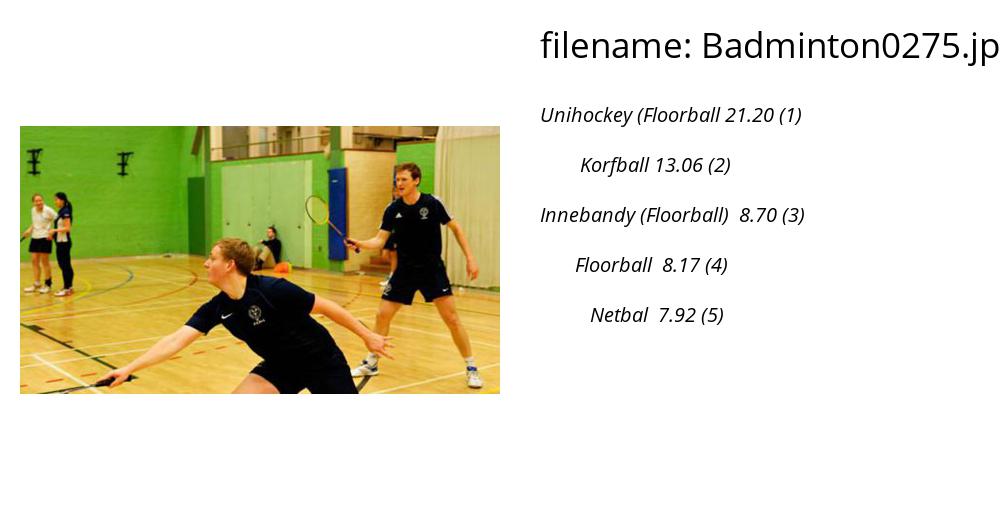 filename: Badminton0275.jp
Unihockey (Floorball 21.20 (1)
Korfball 13.06 (2)
Innebandy (Floorball) 8.70 (3)
Floorball 8.17 (4)
Netbal 7.92 (5)